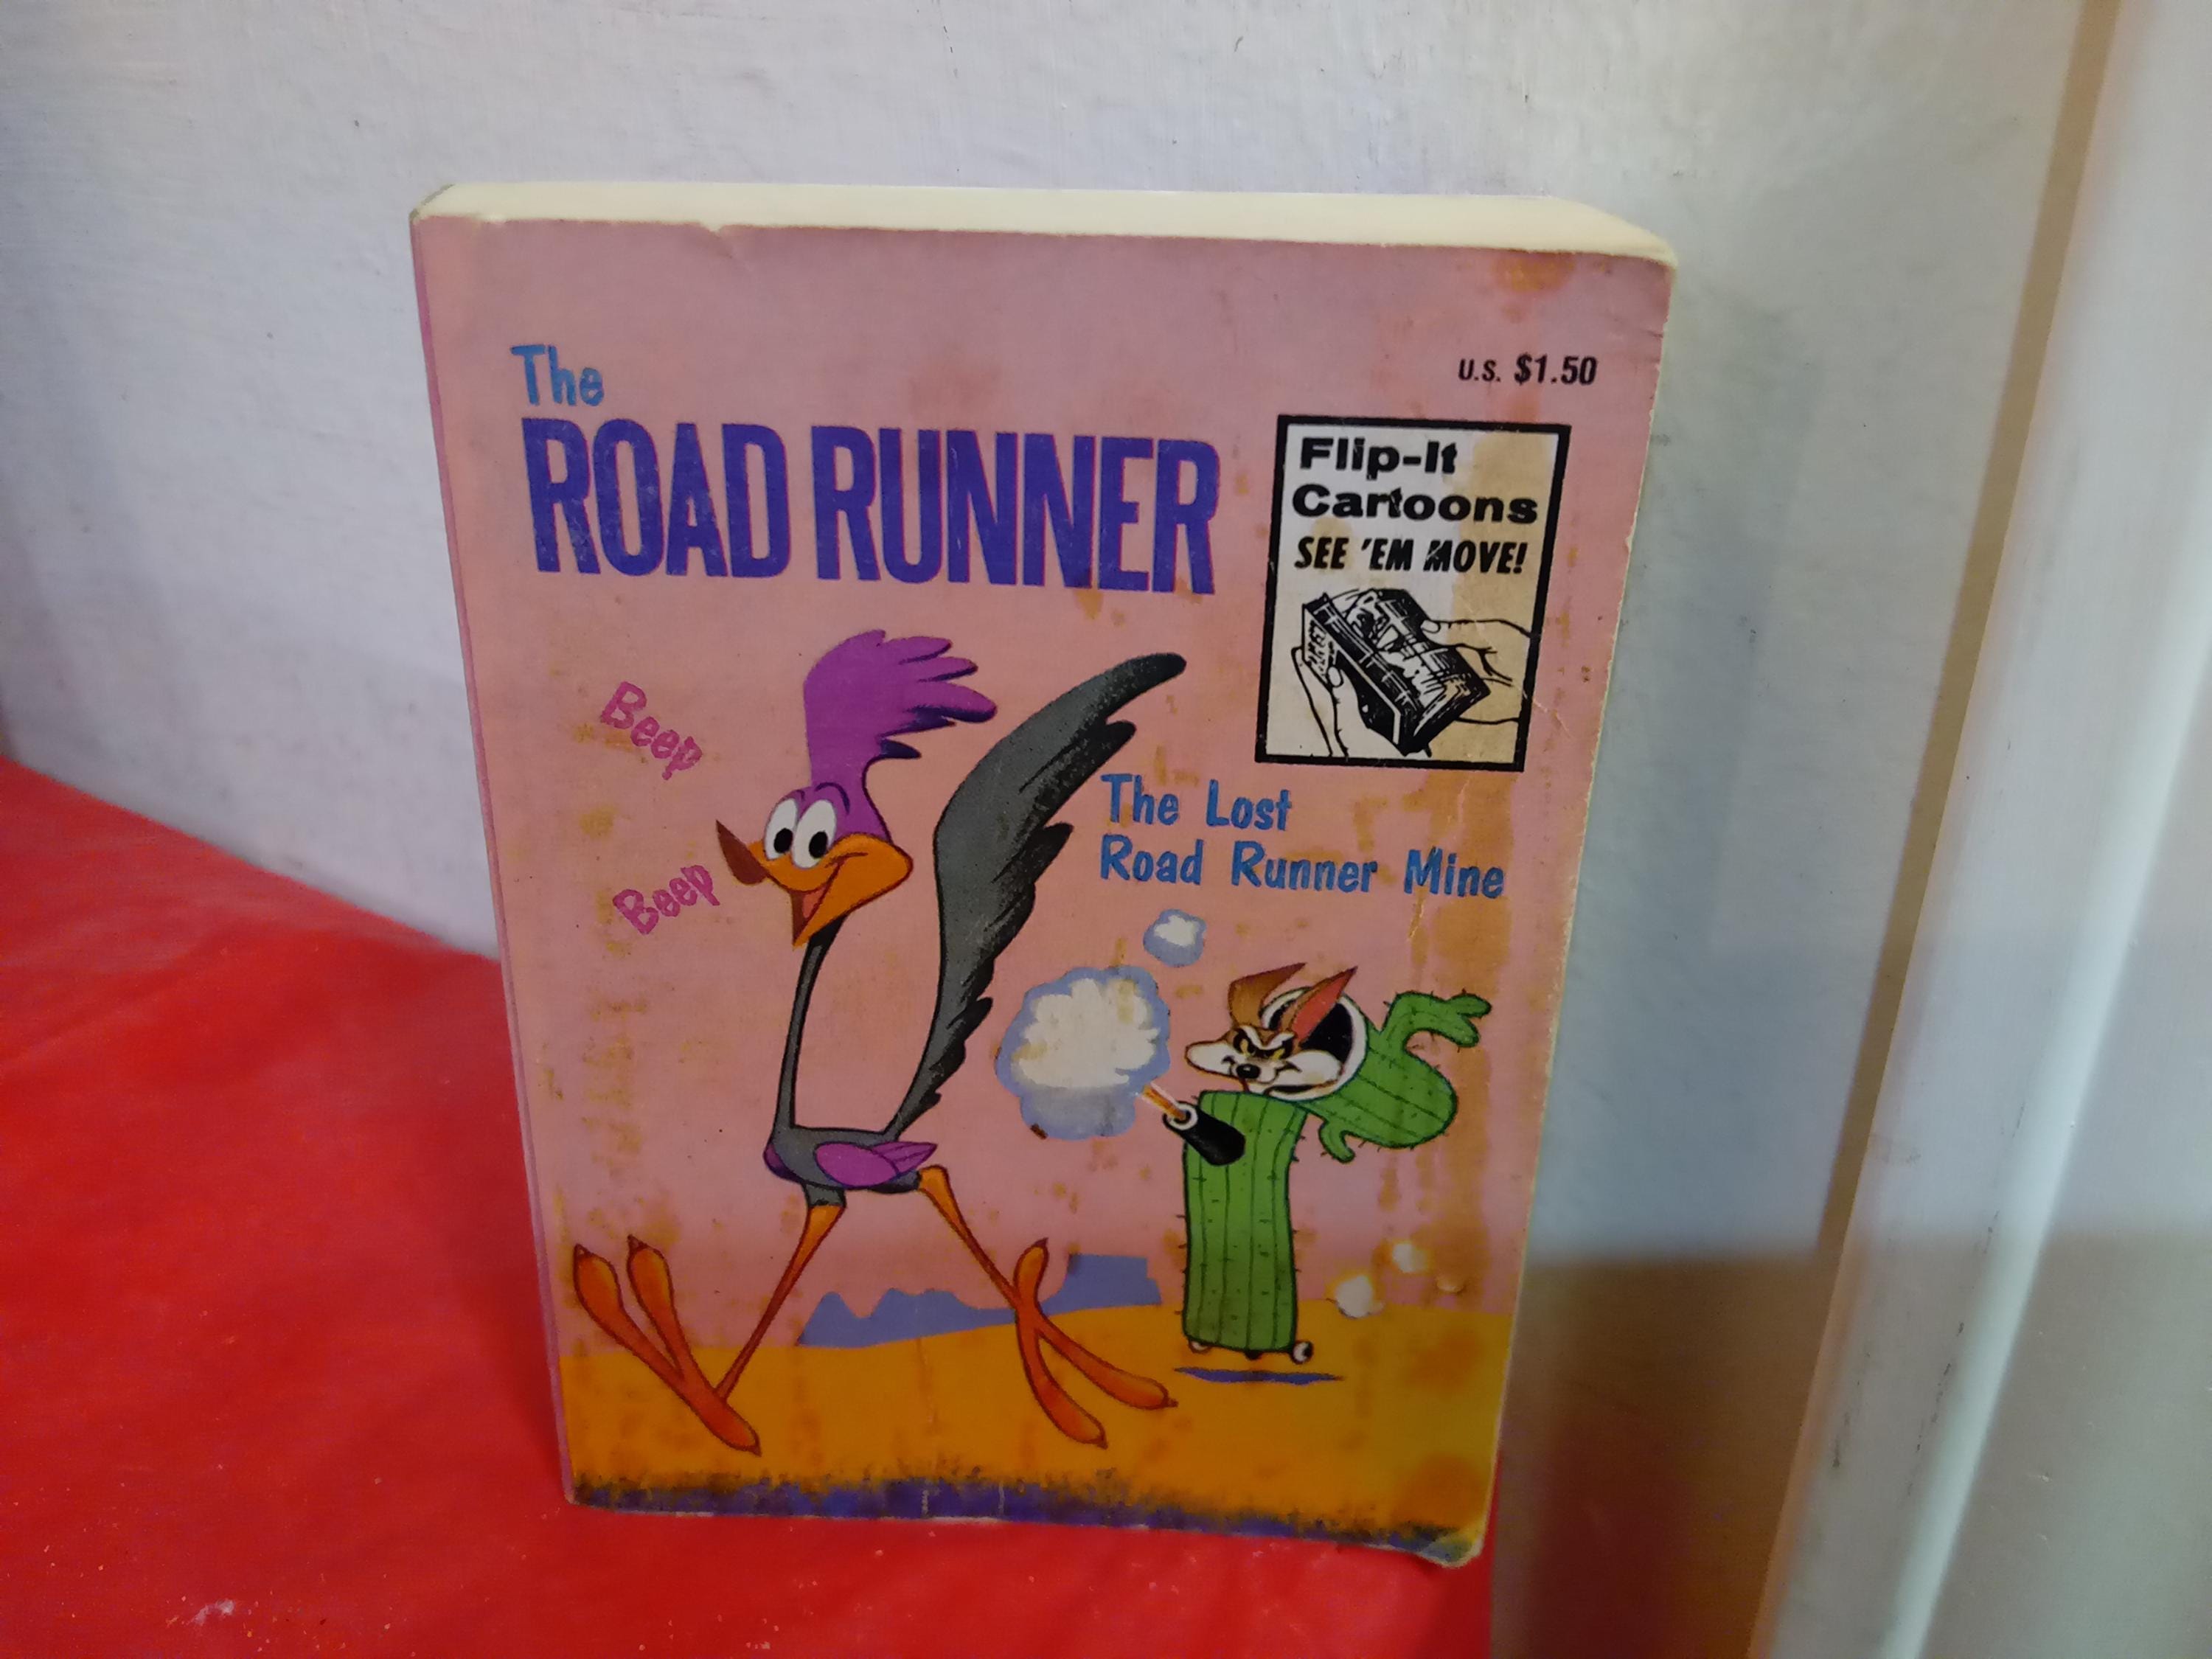 The
ROAD RUNNER
U.S. $1.50
Flip-It
Cartoons
SEE 'EM MOVE!
Beep
Beep
The Lost
Road Runner Mine